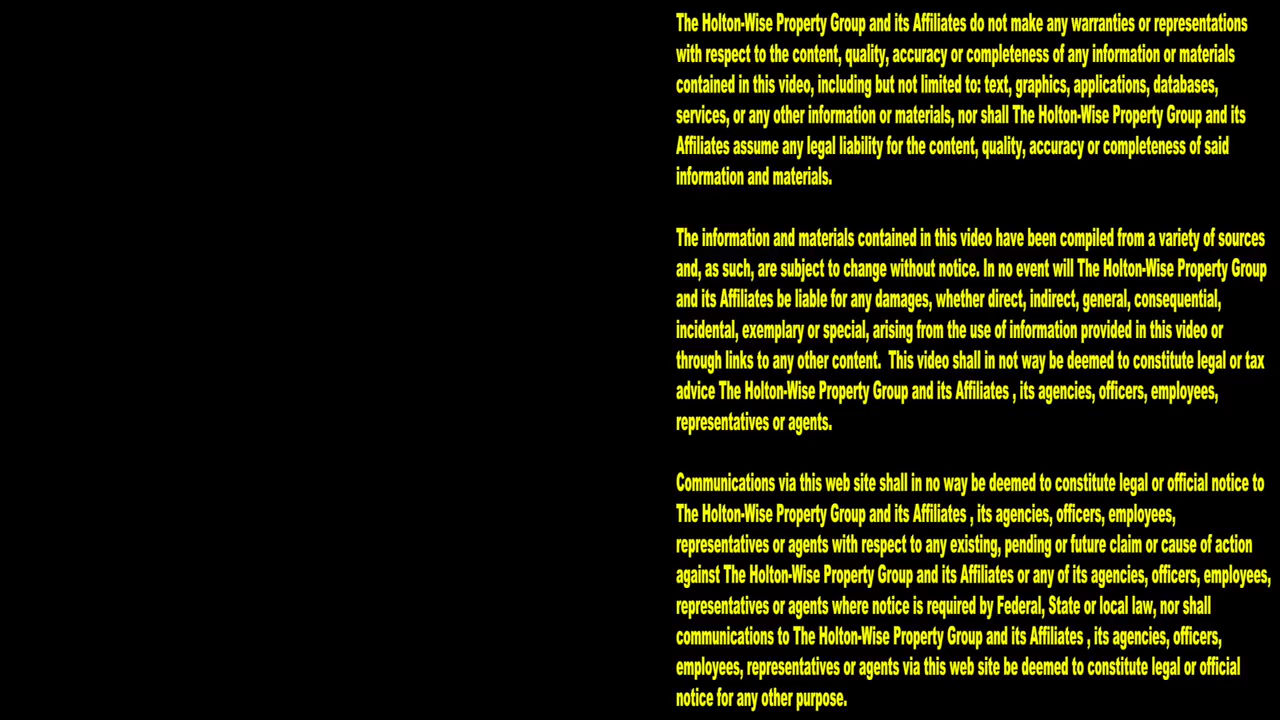 The Holton-Wise Property Group and its Affiliates do not make any warranties or representations
with respect to the content, quality, accuracy or completeness of any information or materials
contained in this video, including but not limited to: text, graphics, applications, databases,
services, or any other information or materials, nor shall The Holton-Wise Property Group and its
Affiliates assume any legal liability for the content, quality, accuracy or completeness of said
information and materials.
The information and materials contained in this video have been compiled from a variety of sources
and, as such, are subject to change without notice. In no event will The Holton-Wise Property Group
and its Affiliates be liable for any damages, whether direct, indirect, general, consequential,
incidental, exemplary or special, arising from the use of information provided in this video or
through links to any other content.  This video shall in not way be deemed to constitute legal or tax
advice The Holton-Wise Property Group and its Affiliates , its agencies, officers, employees,
representatives or agents.
Communications via this web site shall in no way be deemed to constitute legal or official notice to
The Holton-Wise Property Group and its Affiliates , its agencies, officers, employees,
representatives or agents with respect to any existing, pending or future claim or cause of action
against The Holton-Wise Property Group and its Affiliates or any of its agencies, officers, employees,
representatives or agents where notice is required by Federal, State or local law, nor shall
communications to The Holton-Wise Property Group and its Affiliates , its agencies, officers,
employees, representatives or agents via this web site be deemed to constitute legal or official
notice for any other purpose.